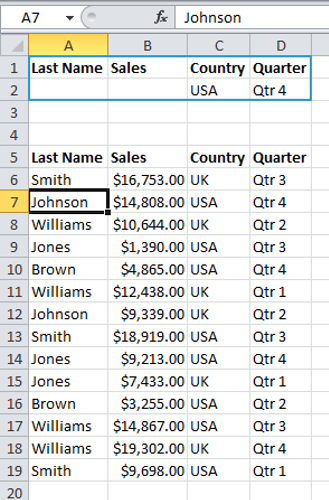 A7 fx Johnson
A B C D
1 Last Name Sales Country Quarter
2 USA Qtr 4
3
4
5 Last Name Sales Country Quarter
6 Smith $16,753.00 UK Qtr 3
7 Johnson $14,808.00 USA Qtr 4
8 Williams $10,644.00 UK Qtr 2
9 Jones $1,390.00 USA Qtr 3
10 Brown $4,865.00 USA Qtr 4
11 Williams $12,438.00 UK Qtr 1
12 Johnson $9,339.00 UK Qtr 2
13 Smith $18,919.00 USA Qtr 3
14 Jones $9,213.00 USA Qtr 4
15 Jones $7,433.00 UK Qtr 1
16 Brown $3,255.00 USA Qtr 2
17 Williams $14,867.00 USA Qtr 3
18 Williams $19,302.00 UK Qtr 4
19 Smith $9,698.00 USA Qtr 1
20